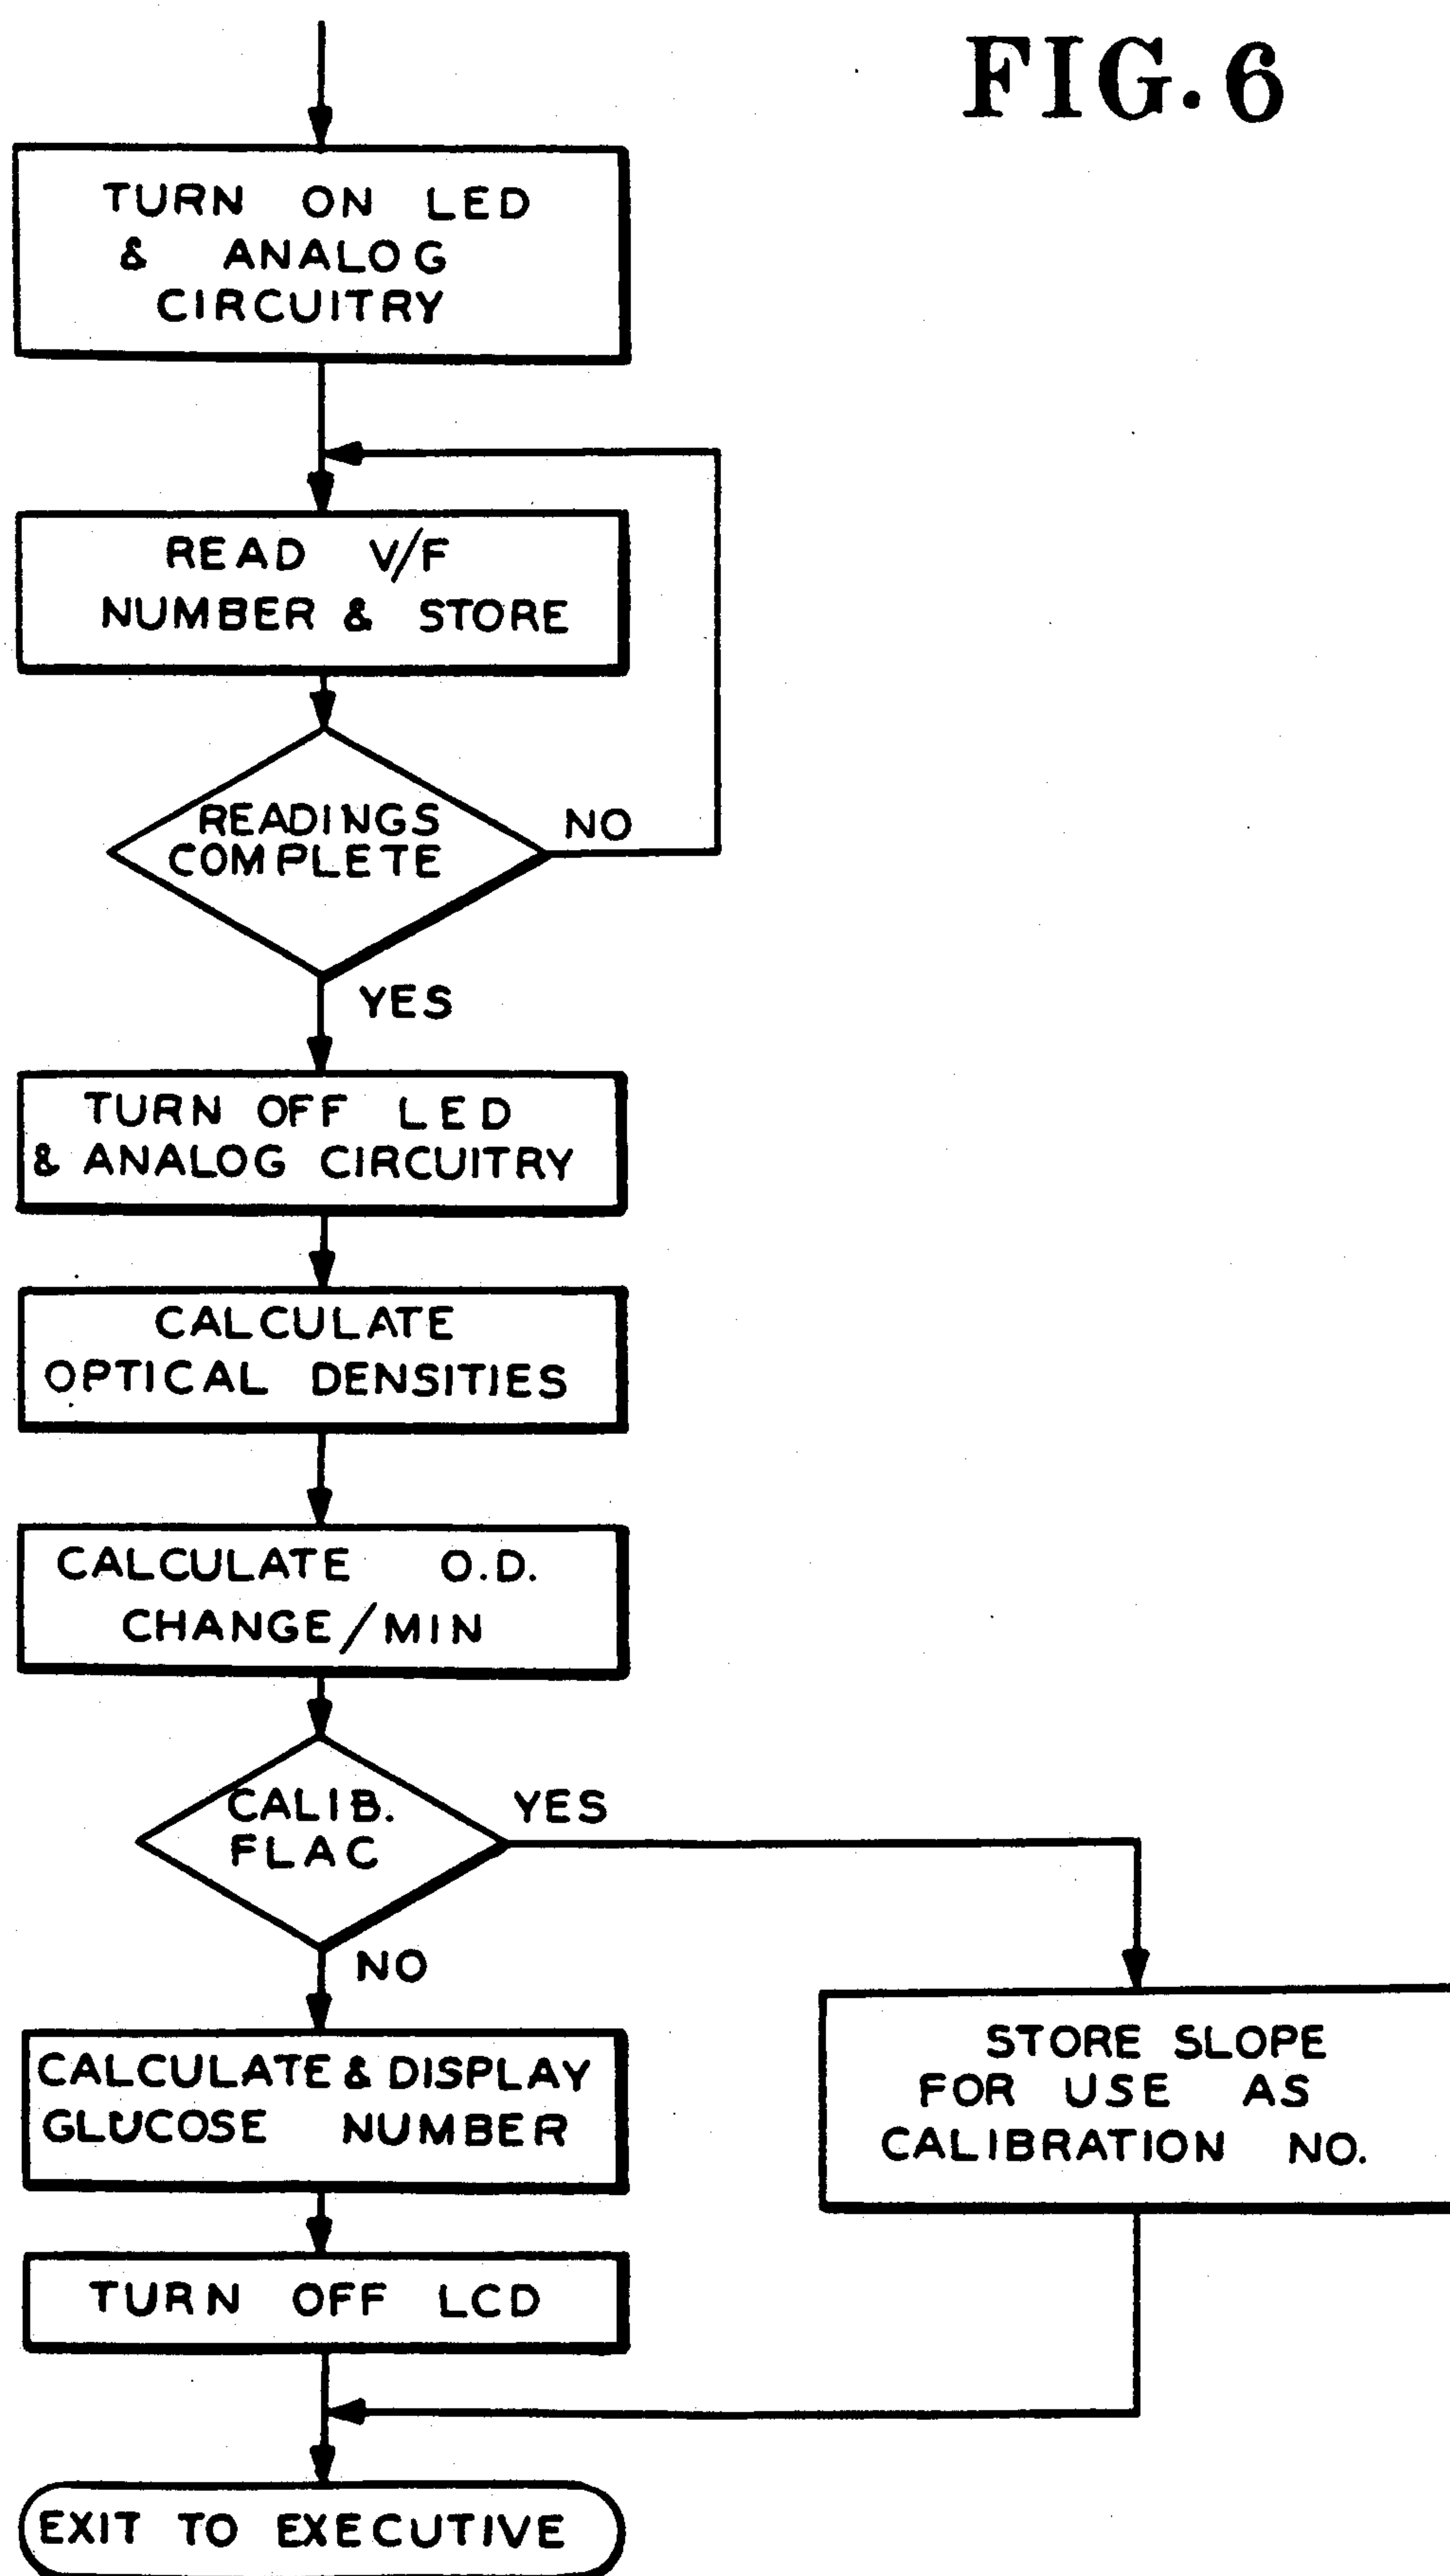 FIG. 6
TURN ON LED
& ANALOG
CIRCUITRY
READ V/F
NUMBER & STORE
READINGS
COMPLETE
NO
YES
TURN OFF LED
& ANALOG CIRCUITRY
CALCULATE
OPTICAL DENSITIES
CALCULATE O.D.
CHANGE/MIN
CALIB.
FLAC
YES
NO
CALCULATE & DISPLAY
GLUCOSE NUMBER
STORE SLOPE
FOR USE AS
CALIBRATION NO.
TURN OFF LCD
EXIT TO EXECUTIVE